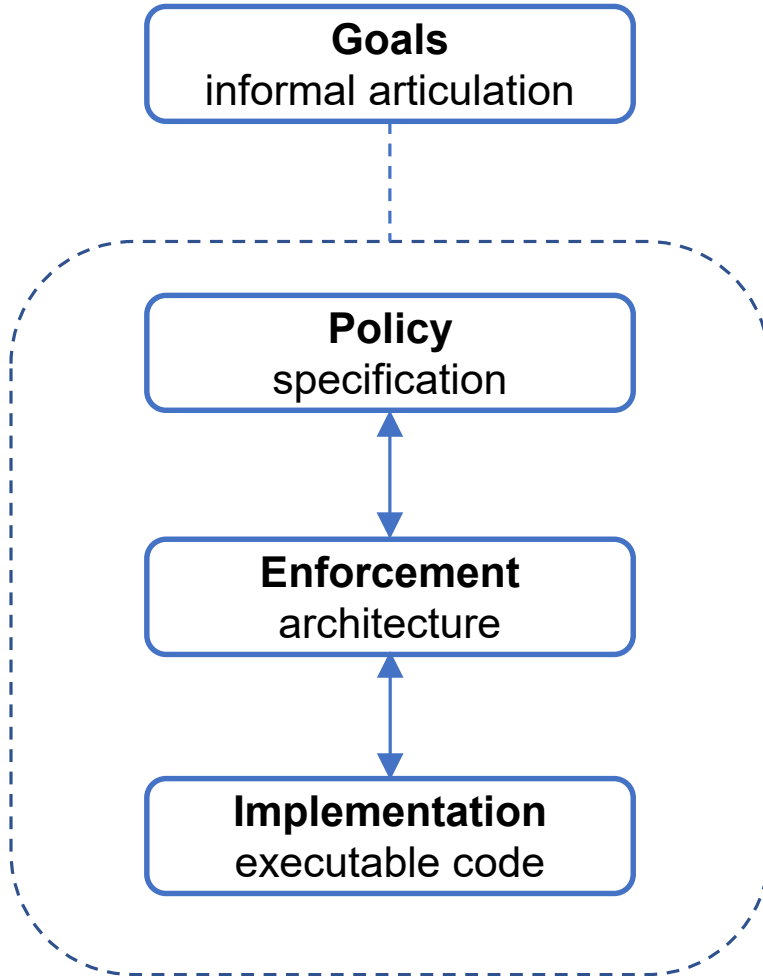 Goals
informal articulation
Policy
specification
Enforcement
architecture
Implementation
executable code